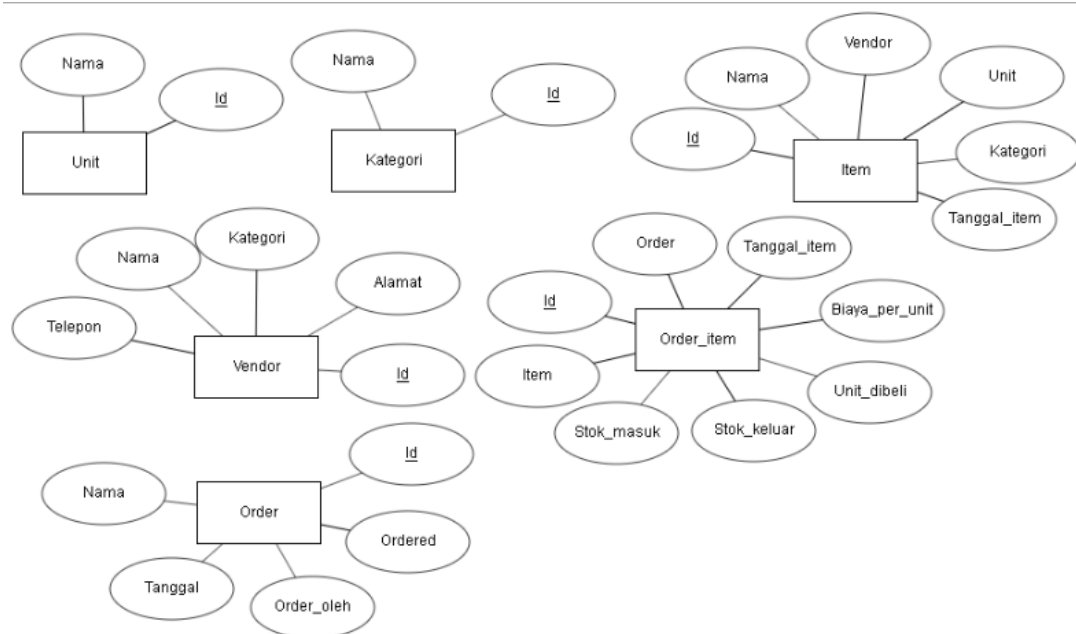 Nama
Id
Unit
Nama
Id
Kategori
Vendor
Nama
Unit
Id
Kategori
Item
Tanggal_item
Kategori
Nama
Alamat
Telepon
Vendor
Id
Order
Tanggal_item
Id
Biaya_per_unit
Order_item
Item
Unit_dibeli
Stok_masuk
Stok_keluar
Id
Nama
Order
Ordered
Tanggal
Order_oleh